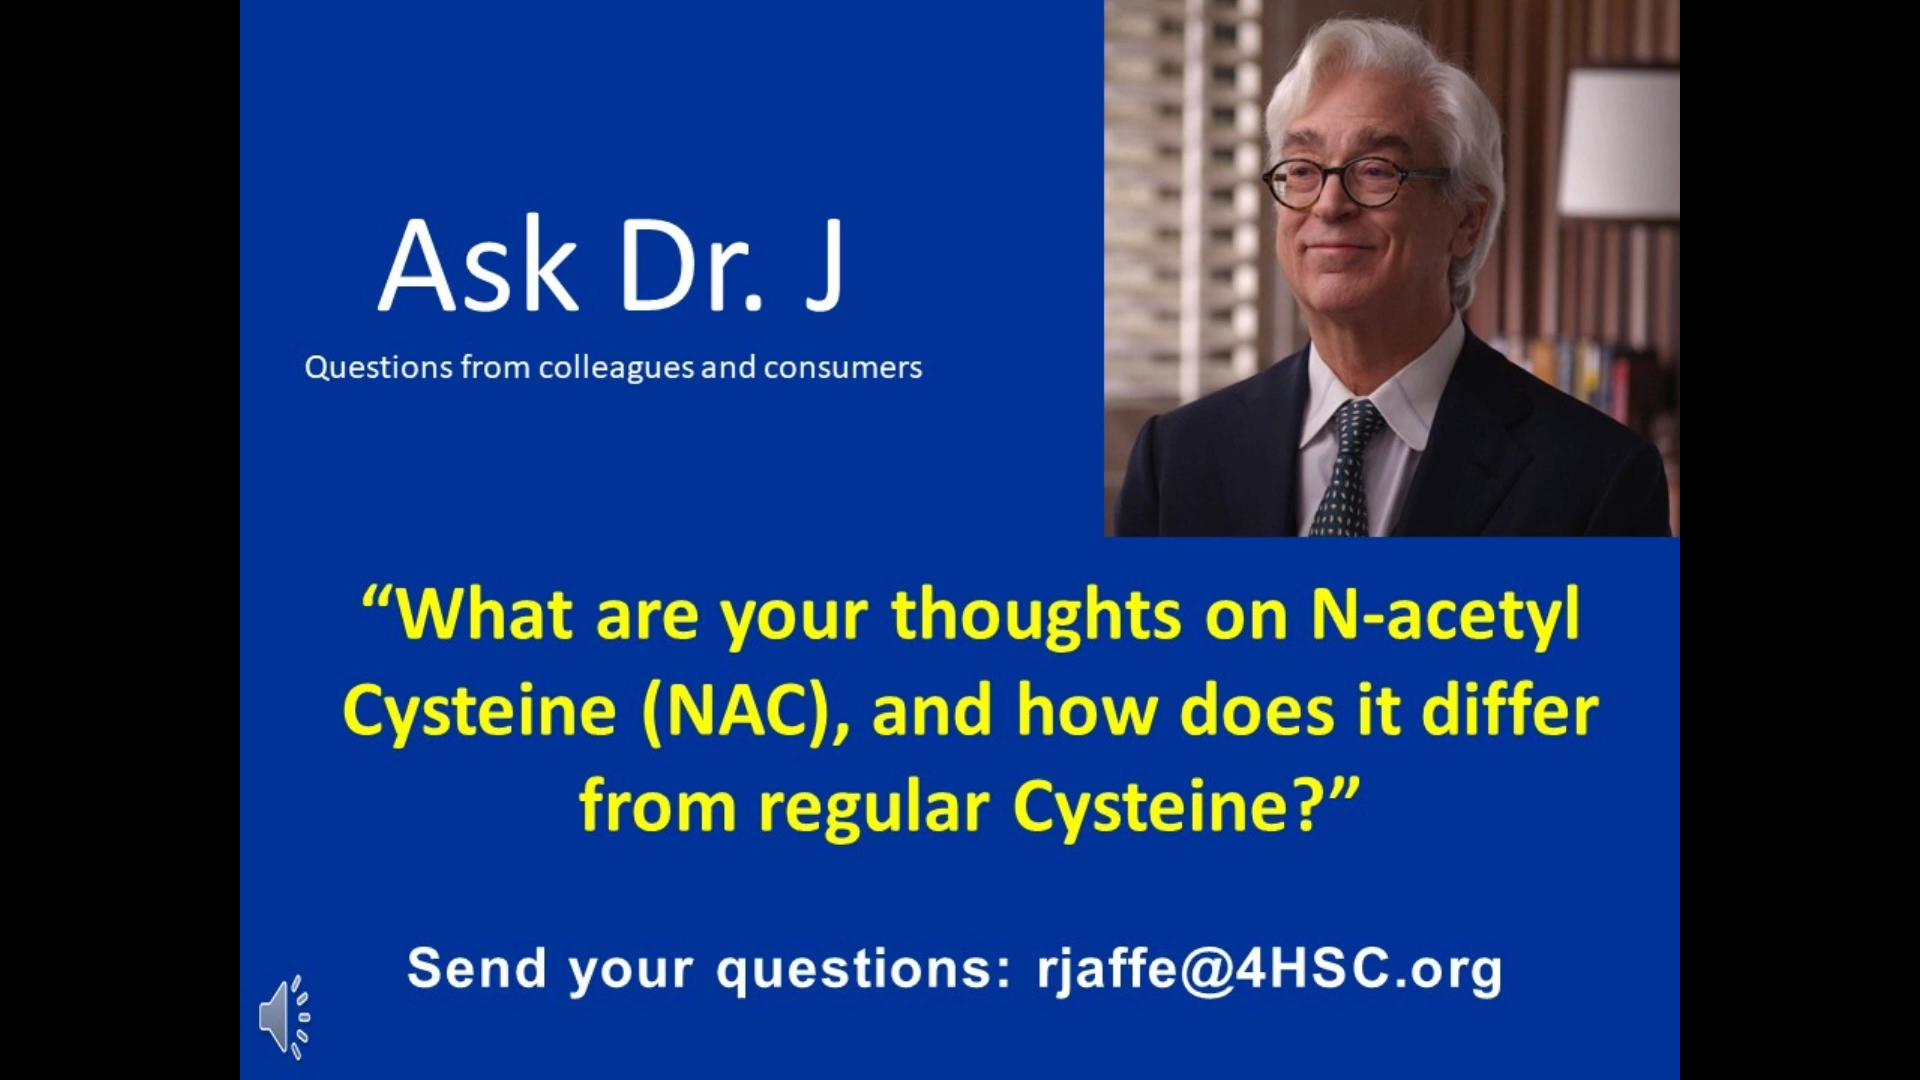 Ask Dr. J
Questions from colleagues and consumers
“What are your thoughts on N-acetyl
Cysteine (NAC), and how does it differ
from regular Cysteine?”
Send your questions: rjaffe@4HSC.org